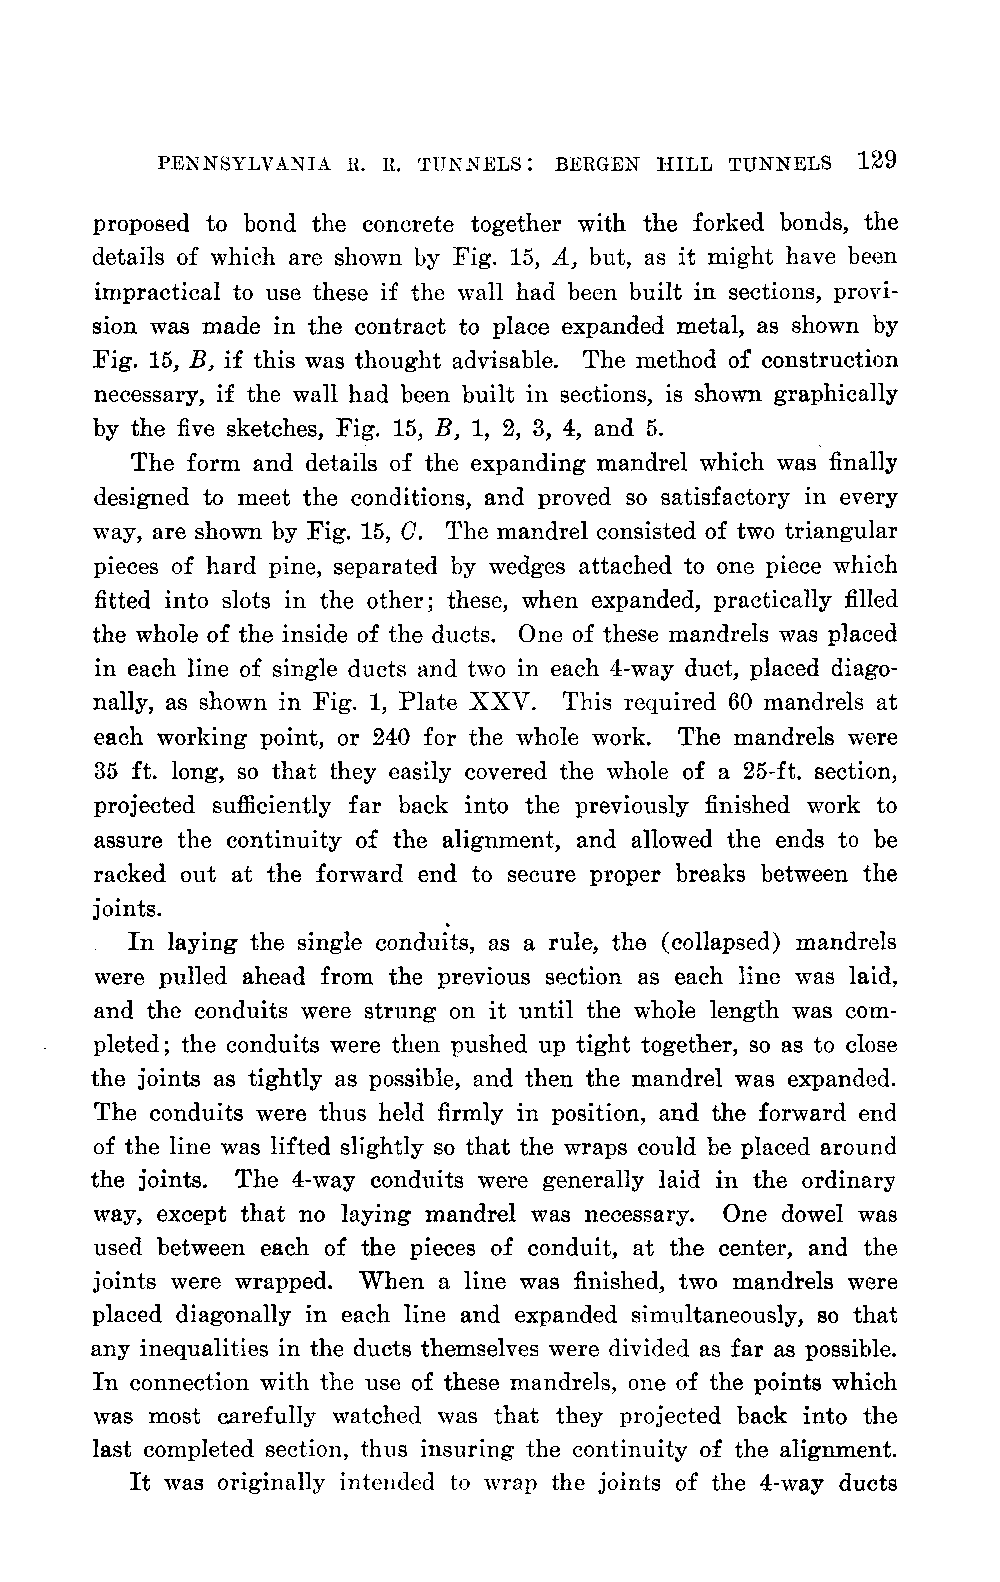 PENNSYLVANIA R. R. TUNNELS: BERGEN HILL TUNNELS 129
proposed to bond the concrete together with the forked bonds, the
details of which are shown by Fig. 15, A, but, as it might have been
impractical to use these if the wall had been built in sections, provi-
sion was made in the contract to place expanded metal, as shown by
Fig. 15, B, if this was thought advisable. The method of construction
necessary, if the wall had been built in sections, is shown graphically
by the five sketches, Fig. 15, B, 1, 2, 3, 4, and 5.
The form and details of the expanding mandrel which was finally
designed to meet the conditions, and proved so satisfactory in every
way, are shown by Fig. 15, C. The mandrel consisted of two triangular
pieces of hard pine, separated by wedges attached to one piece which
fitted into slots in the other; these, when expanded, practically filled
the whole of the inside of the ducts. One of these mandrels was placed
in each line of single ducts and two in each 4-way duct, placed diago-
nally, as shown in Fig. 1, Plate XXV. This required 60 mandrels at
each working point, or 240 for the whole work. The mandrels were
35 ft. long, so that they easily covered the whole of a 25-ft. section,
projected sufficiently far back into the previously finished work to
assure the continuity of the alignment, and allowed the ends to be
racked out at the forward end to secure proper breaks between the
joints.
In laying the single conduits, as a rule, the (collapsed) mandrels
were pulled ahead from the previous section as each line was laid,
and the conduits were strung on it until the whole length was com-
pleted; the conduits were then pushed up tight together, so as to close
the joints as tightly as possible, and then the mandrel was expanded.
The conduits were thus held firmly in position, and the forward end
of the line was lifted slightly so that the wraps could be placed around
the joints. The 4-way conduits were generally laid in the ordinary
way, except that no laying mandrel was necessary. One dowel was
used between each of the pieces of conduit, at the center, and the
joints were wrapped. When a line was finished, two mandrels were
placed diagonally in each line and expanded simultaneously, so that
any inequalities in the ducts themselves were divided as far as possible.
In connection with the use of these mandrels, one of the points which
was most carefully watched was that they projected back into the
last completed section, thus insuring the continuity of the alignment.
It was originally intended to wrap the joints of the 4-way ducts